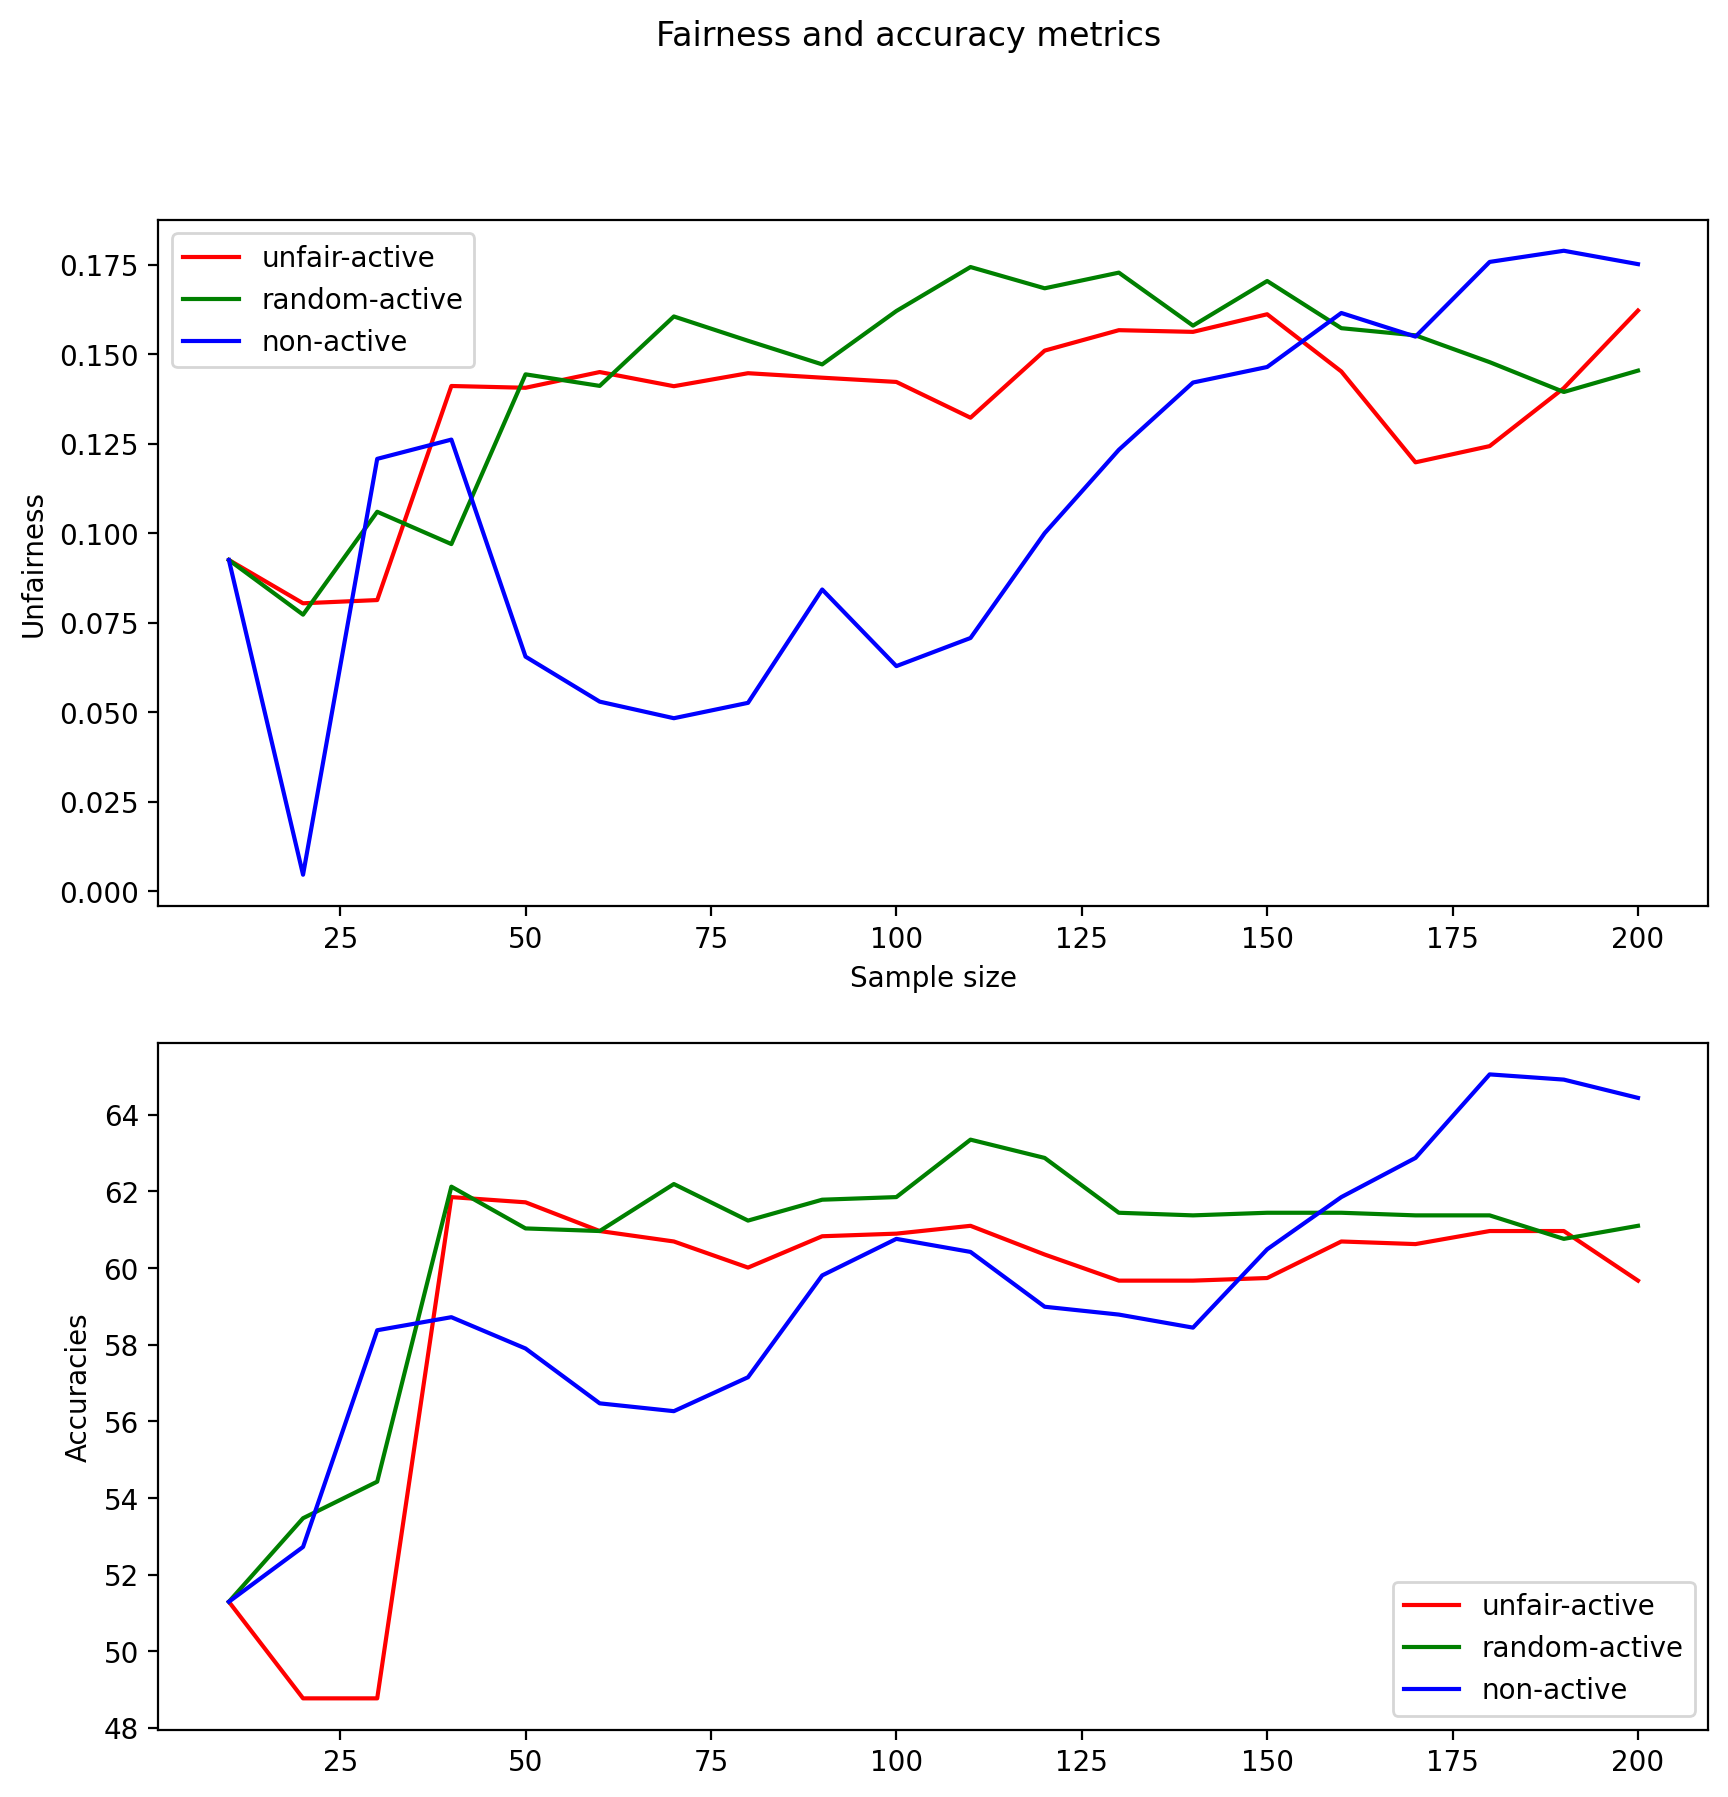 Fairness and accuracy metrics
unfair-active
random-active
non-active
Unfairness
0.175
0.150
0.125
0.100
0.075
0.050
0.025
0.000
25 50 75 100 125 150 175 200
Sample size
Accuracies
64
62
60
58
56
54
52
50
48
unfair-active
random-active
non-active
25 50 75 100 125 150 175 200